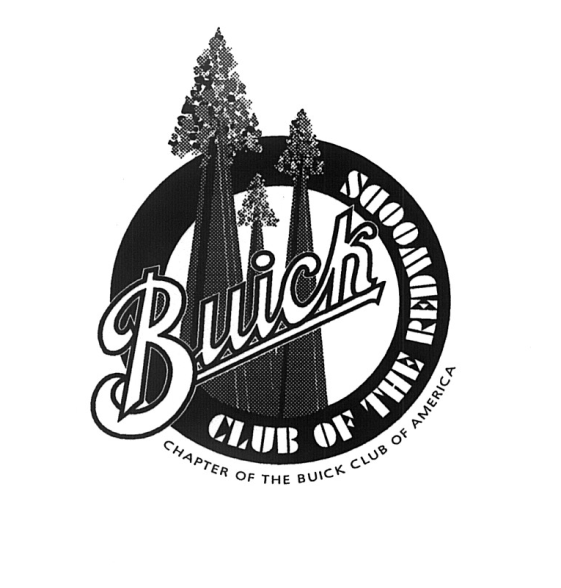 Buick
CLUB OF THE REDWOODS
CHAPTER OF THE BUICK CLUB OF AMERICA